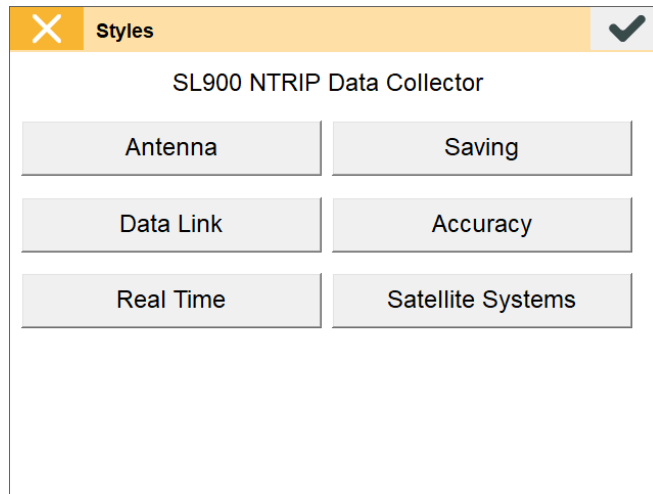 Styles
SL900 NTRIP Data Collector
Antenna
Saving
Data Link
Accuracy
Real Time
Satellite Systems